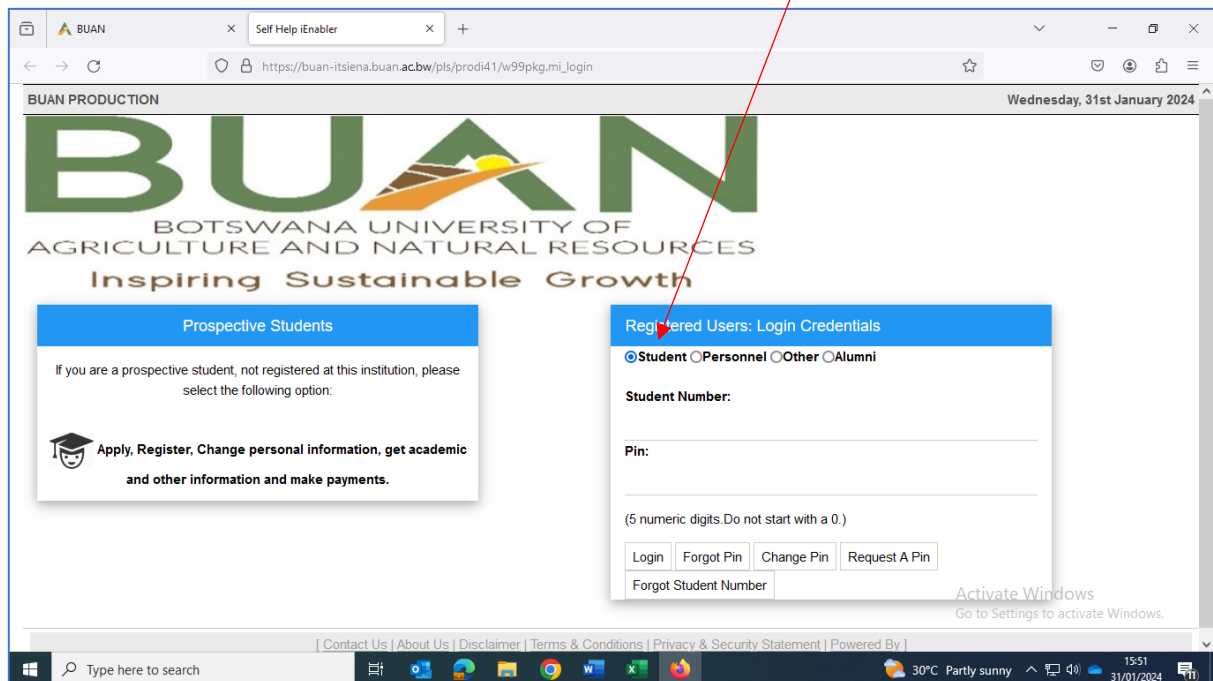 BUAN
Self Help iEnabler
https://buan-itsiena.buan.ac.bw/pls/prodi41/w99pkg.mi_login
BUAN PRODUCTION
Wednesday, 31st January 2024
BUAN
BOTSWANA UNIVERSITY OF
AGRICULTURE AND NATURAL RESOURCES
Inspiring Sustainable Growth
Prospective Students
If you are a prospective student, not registered at this institution, please
select the following option:
Apply, Register, Change personal information, get academic
and other information and make payments.
Registered Users: Login Credentials
Student Personnel Other Alumni
Student Number:
Pin:
(5 numeric digits.Do not start with a 0.)
Login Forgot Pin Change Pin Request A Pin
Forgot Student Number
Activate Windows
Go to Settings to activate Windows.
[ Contact Us | About Us | Disclaimer | Terms & Conditions | Privacy & Security Statement | Powered By ]
Type here to search
30°C Partly sunny
15:51
31/01/2024
11